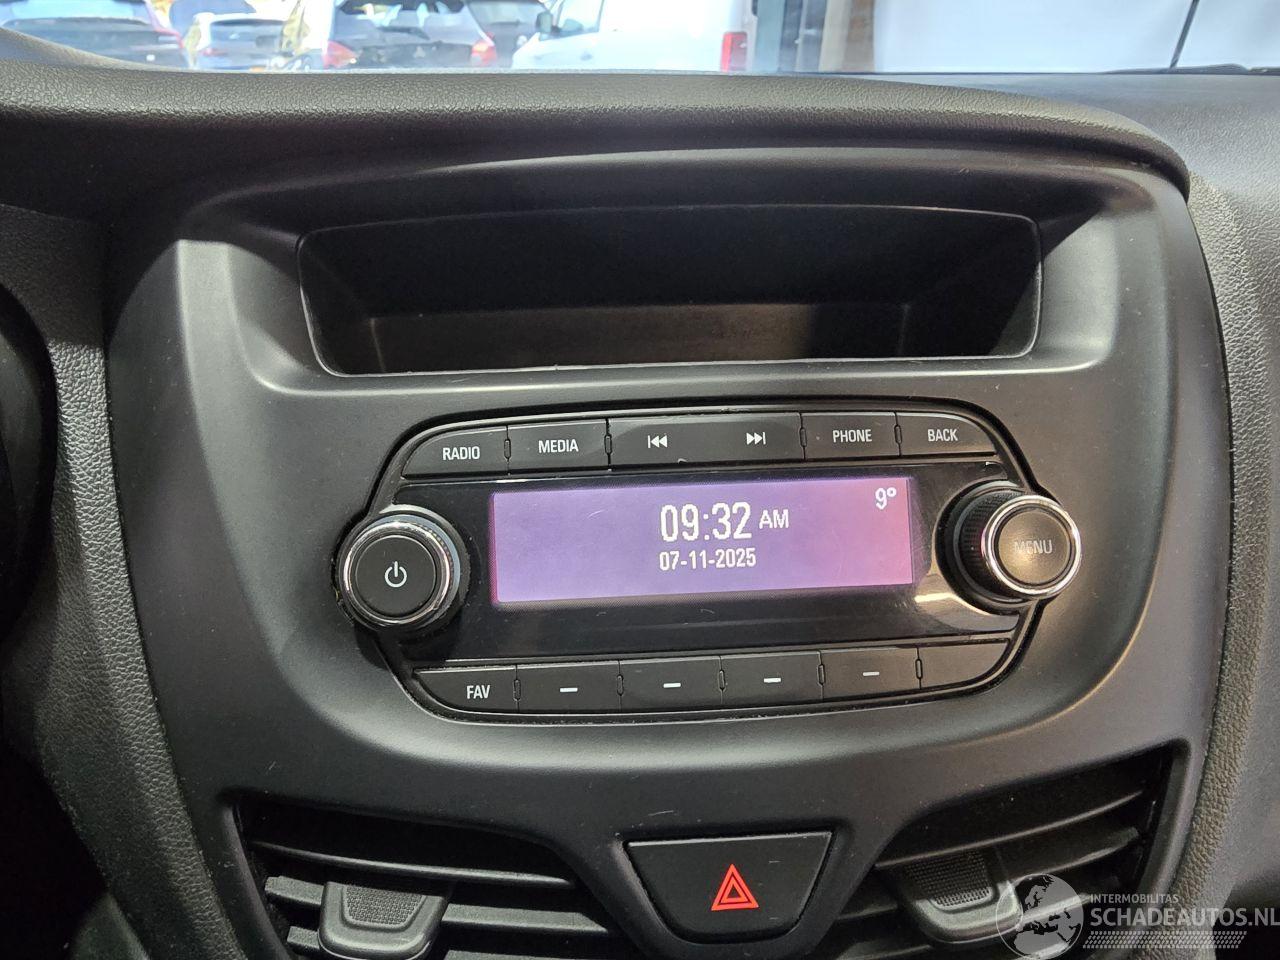 RADIO MEDIA PHONE BACK
9°
09:32 AM
07-11-2025
MENU
FAV
INTERMOBILITAS
SCHADEAUTOS.NL